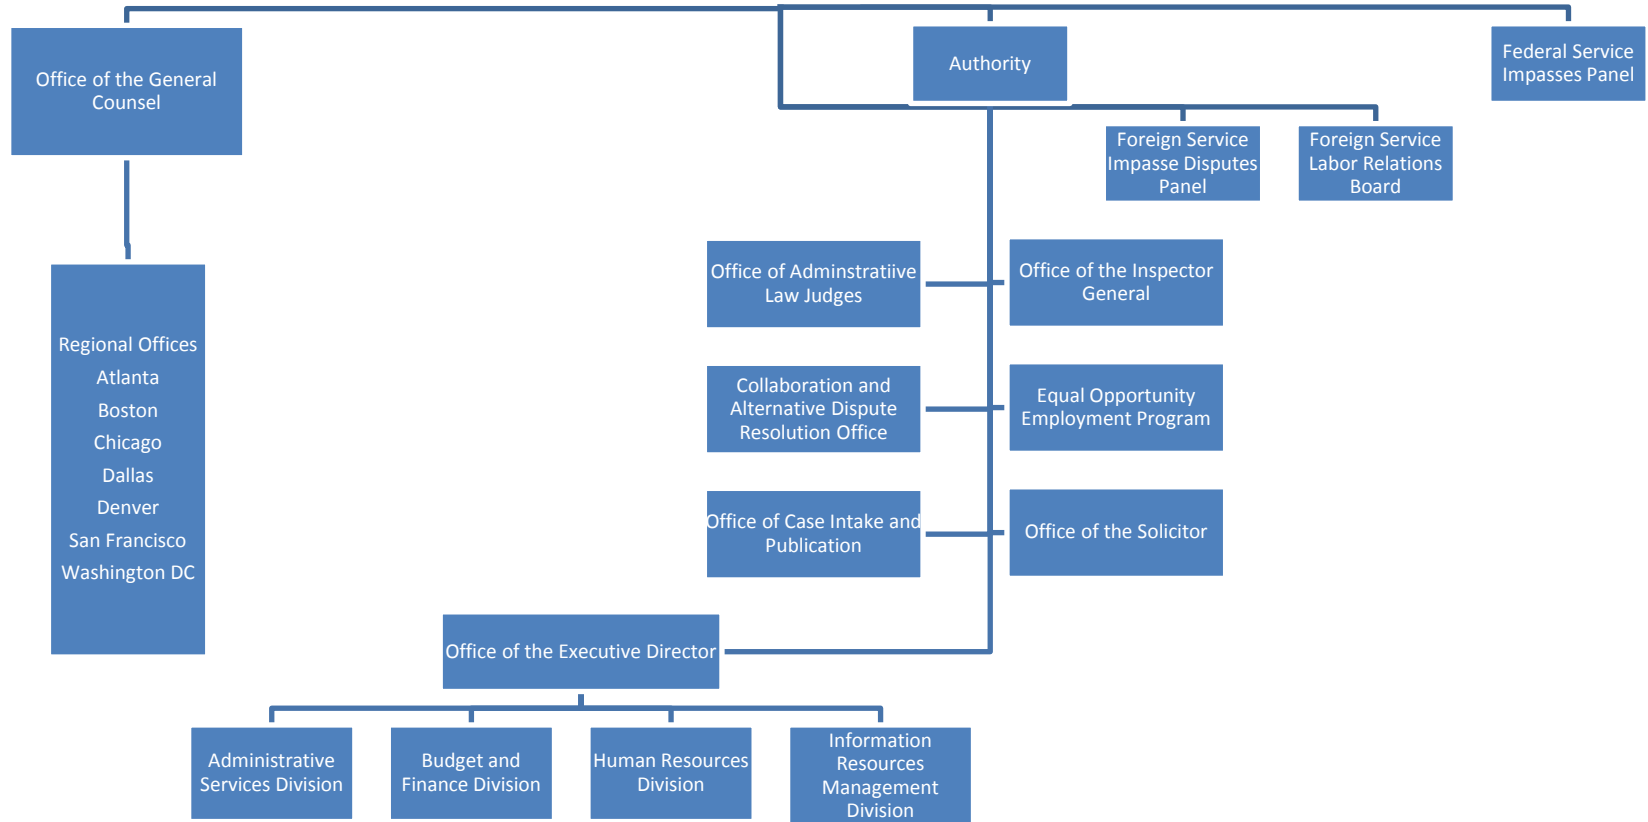 Office of the General
Counsel
Authority
Federal Service
Impasses Panel
Foreign Service
Impasse Disputes
Panel
Foreign Service
Labor Relations
Board
Office of Adminstratiive
Law Judges
Office of the Inspector
General
Regional Offices
Atlanta
Boston
Chicago
Dallas
Denver
San Francisco
Washington DC
Collaboration and
Alternative Dispute
Resolution Office
Equal Opportunity
Employment Program
Office of Case Intake and
Publication
Office of the Solicitor
Office of the Executive Director
Administrative
Services Division
Budget and
Finance Division
Human Resources
Division
Information
Resources
Management
Division